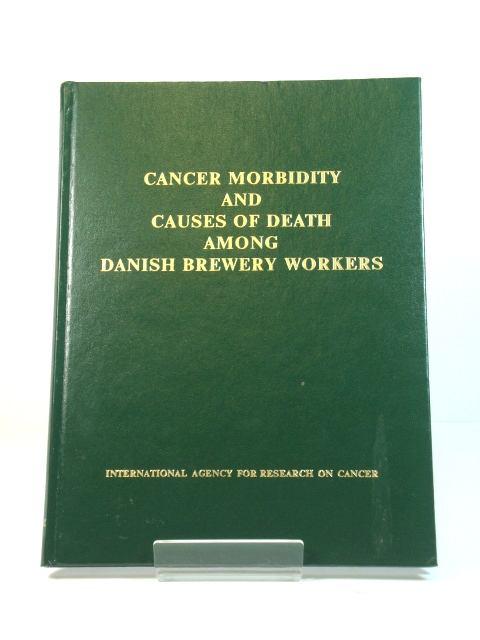 CANCER MORBIDITY
AND
CAUSES OF DEATH
AMONG
DANISH BREWERY WORKERS
INTERNATIONAL AGENCY FOR RESEARCH ON CANCER